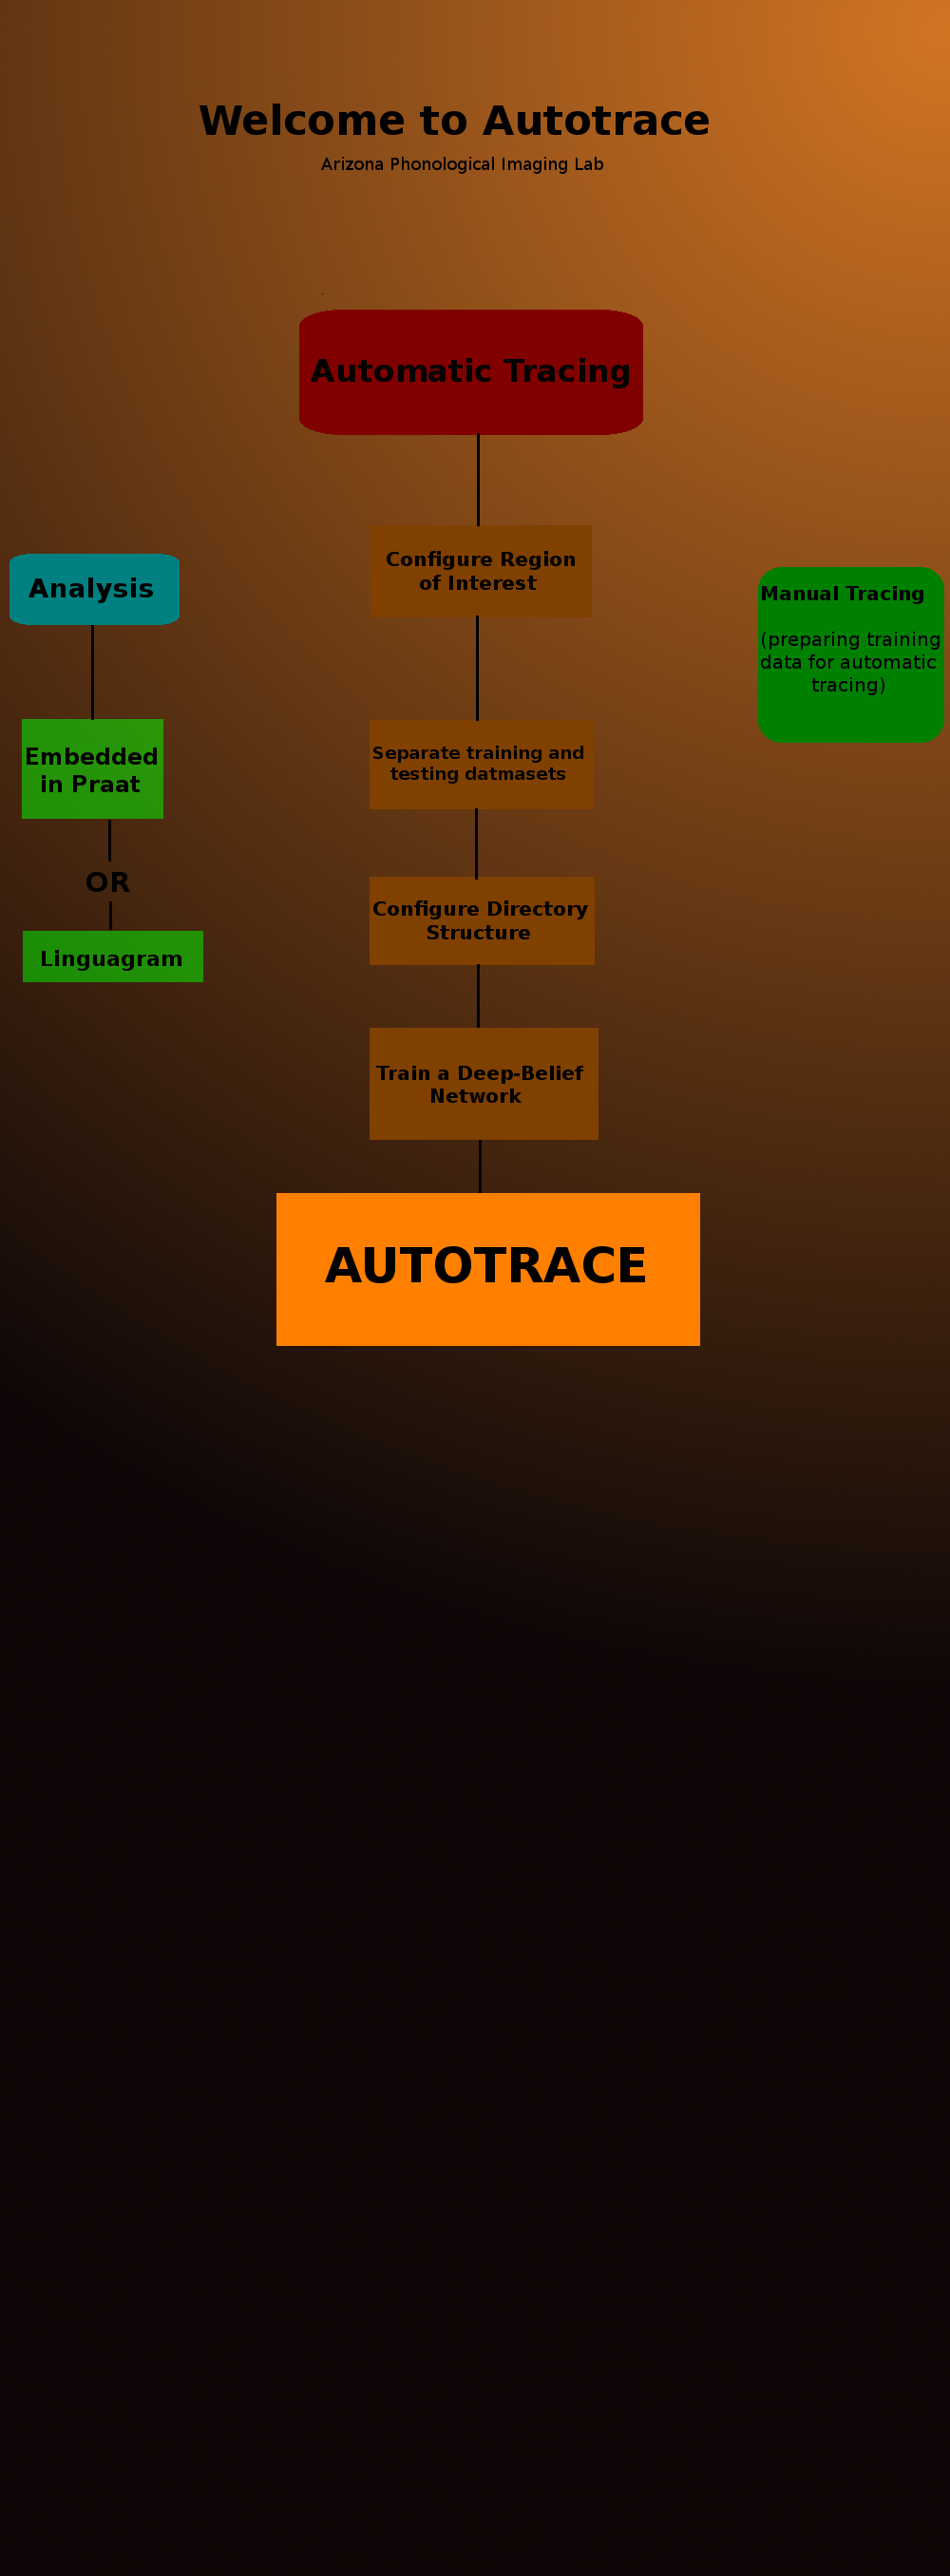 Welcome to Autotrace
Arizona Phonological Imaging Lab
Automatic Tracing
Configure Region
of Interest
Separate training and
testing datmasets
Configure Directory
Structure
Train a Deep-Belief
Network
AUTOTRACE
Analysis
Embedded
in Praat
OR
Linguagram
Manual Tracing
(preparing training
data for automatic
tracing)